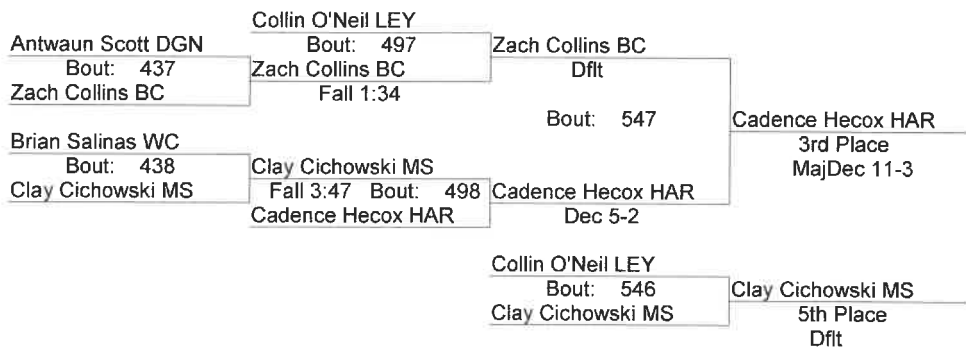 Collin O'Neil LEY
Antwaun Scott DGN
Bout: 497
Zach Collins BC
Bout: 437
Zach Collins BC
Dflt
Zach Collins BC
Fall 1:34
Bout: 547
Cadence Hecox HAR
Brian Salinas WC
3rd Place
Bout: 438
Clay Cichowski MS
MajDec 11-3
Clay Cichowski MS
Fall 3:47 Bout: 498
Cadence Hecox HAR
Cadence Hecox HAR
Dec 5-2
Collin O'Neil LEY
Bout: 546
Clay Cichowski MS
Clay Cichowski MS
5th Place
Dflt